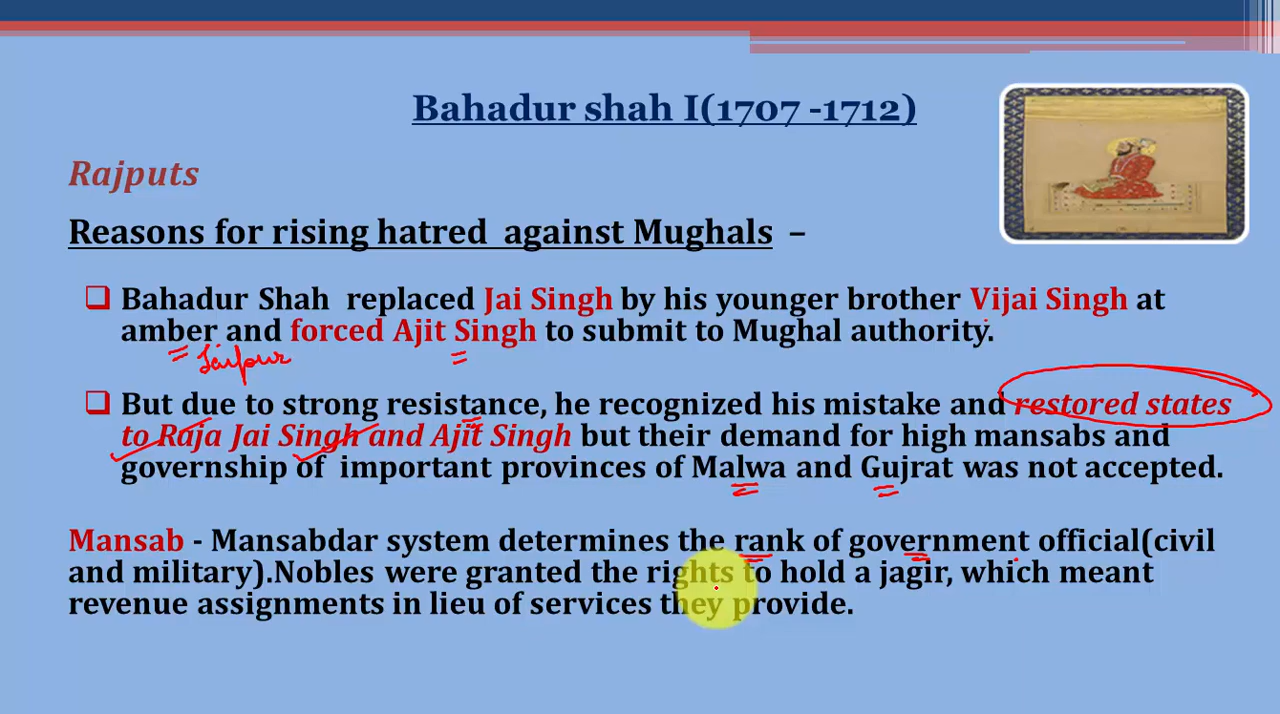 Bahadur shah I(1707 -1712)
Rajputs
Reasons for rising hatred against Mughals –
Bahadur Shah replaced Jai Singh by his younger brother Vijai Singh at
amber and forced Ajit Singh to submit to Mughal authority.
Jaipur
But due to strong resistance, he recognized his mistake and restored states
to Raja Jai Singh and Ajit Singh but their demand for high mansabs and
governship of important provinces of Malwa and Gujrat was not accepted.
Mansab - Mansabdar system determines the rank of government official(civil
and military).Nobles were granted the rights to hold a jagir, which meant
revenue assignments in lieu of services they provide.